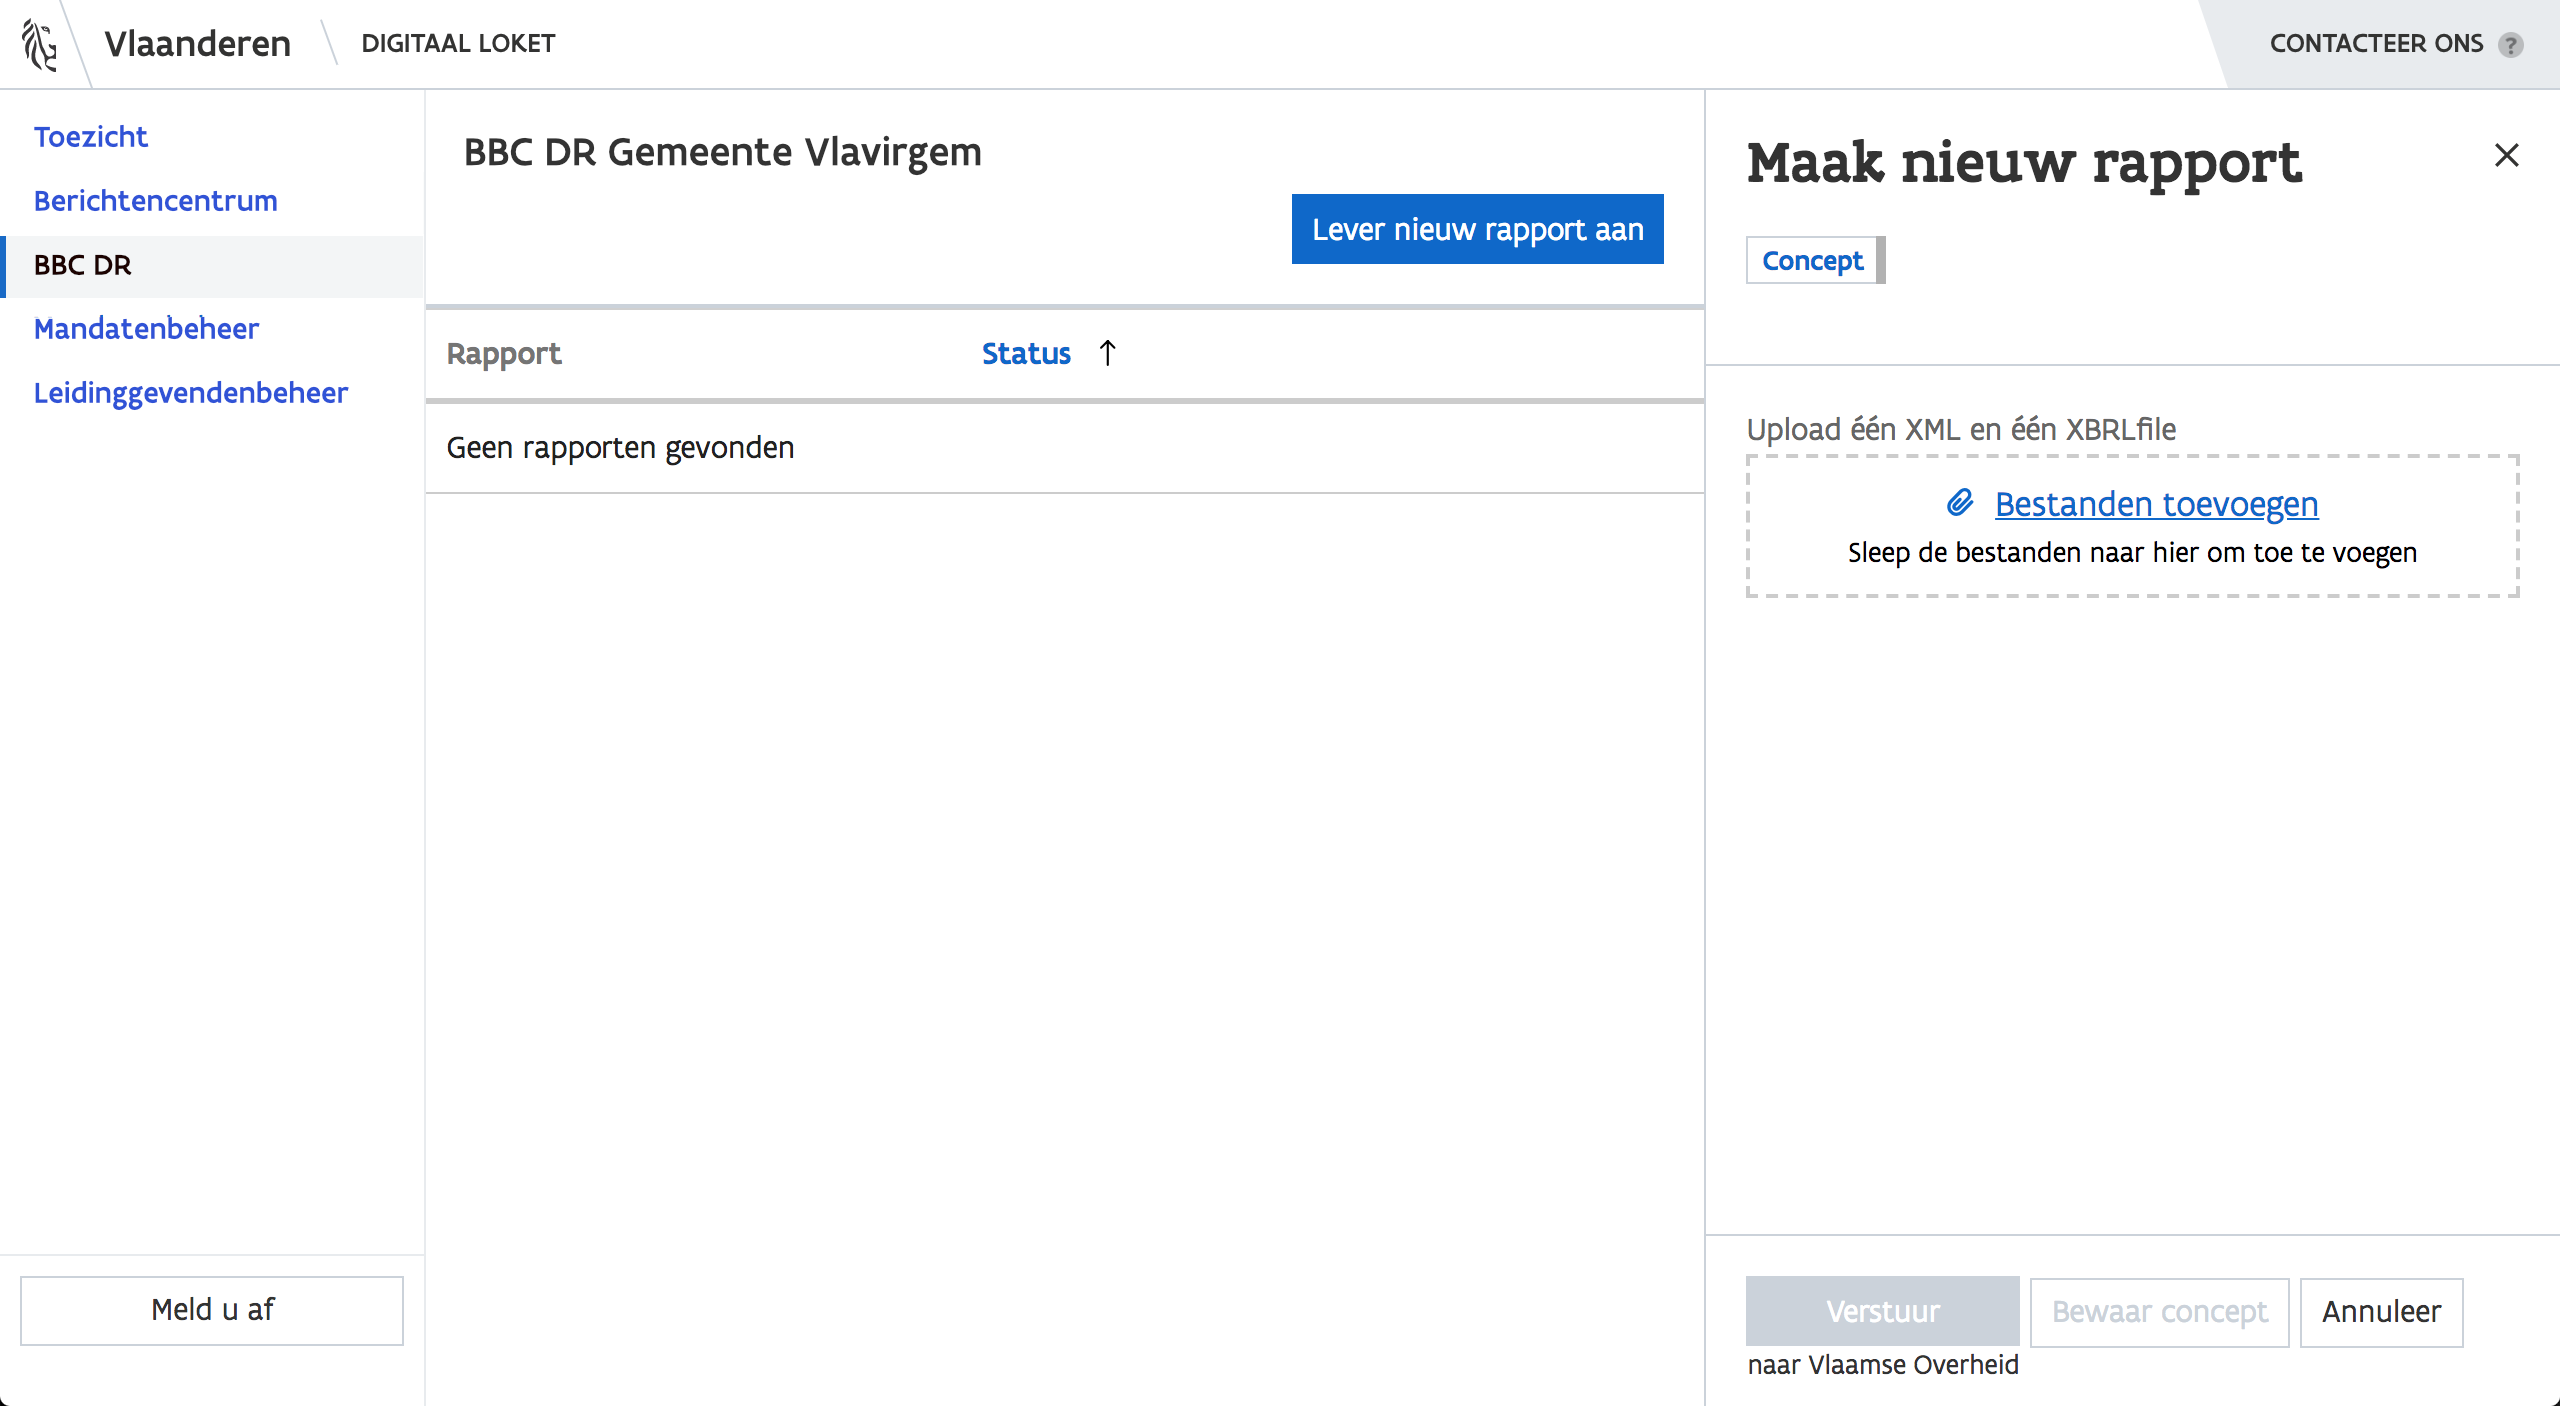 Vlaanderen
DIGITAAL LOKET
CONTACTEER ONS ?
Toezicht
Berichtencentrum
BBC DR
Mandatenbeheer
Leidinggevendenbeheer
Meld u af
BBC DR Gemeente Vlavirgem
Lever nieuw rapport aan
Rapport Status ↑
Geen rapporten gevonden
Maak nieuw rapport
Concept
Upload één XML en één XBRLfile
Bestanden toevoegen
Sleep de bestanden naar hier om toe te voegen
Verstuur Bewaar concept Annuleer
naar Vlaamse Overheid